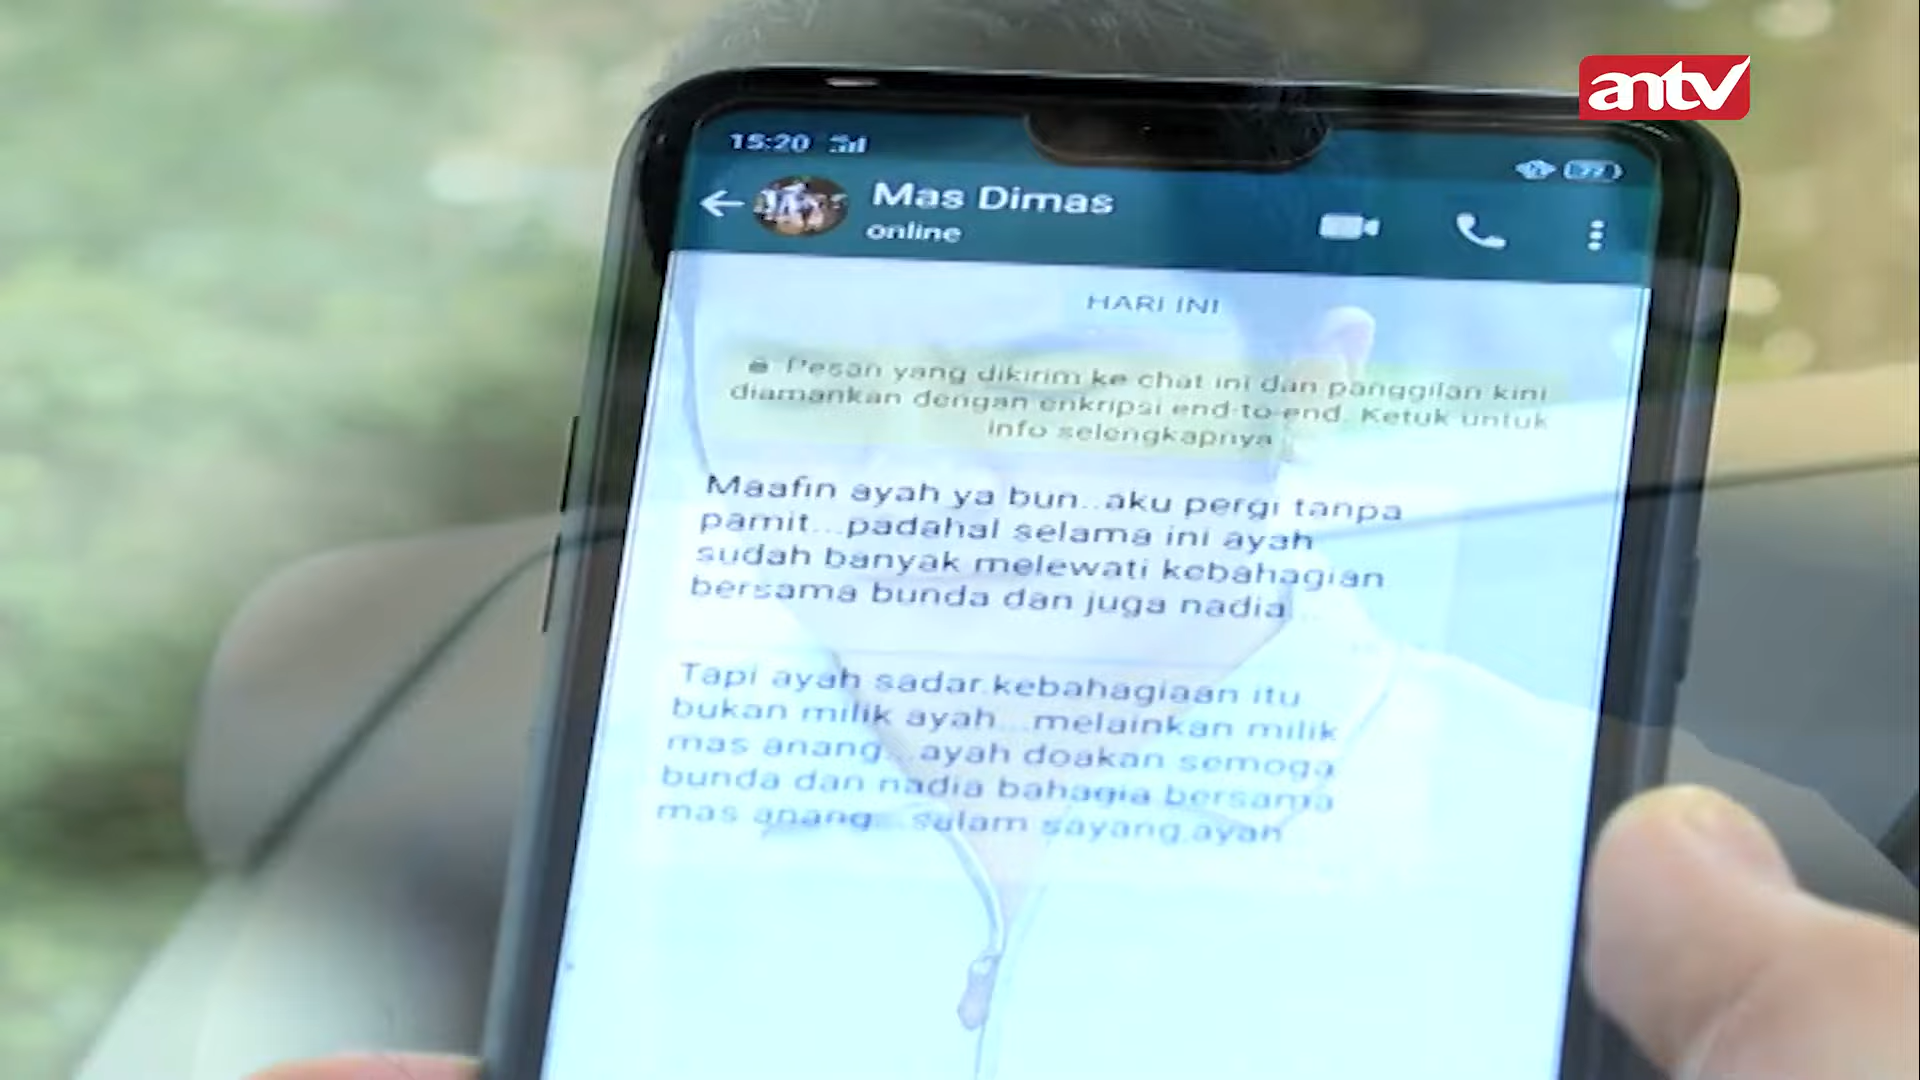 antv
15:20
Mas Dimas
online
HARI INI
Pesan yang dikirim ke chat ini dan panggilan kini
diamankan dengan enkripsi end-to-end. Ketuk untuk
info selengkapnya
Maafin ayah ya bun..aku pergi tanpa
pamit...padahal selama ini ayah
sudah banyak melewati kebahagian
bersama bunda dan juga nadia...
Tapi ayah sadar.kebahagiaan itu
bukan milik ayah...melainkan milik
mas anang...ayah doakan semoga
bunda dan nadia bahagia bersama
mas anang...salam sayang.ayah